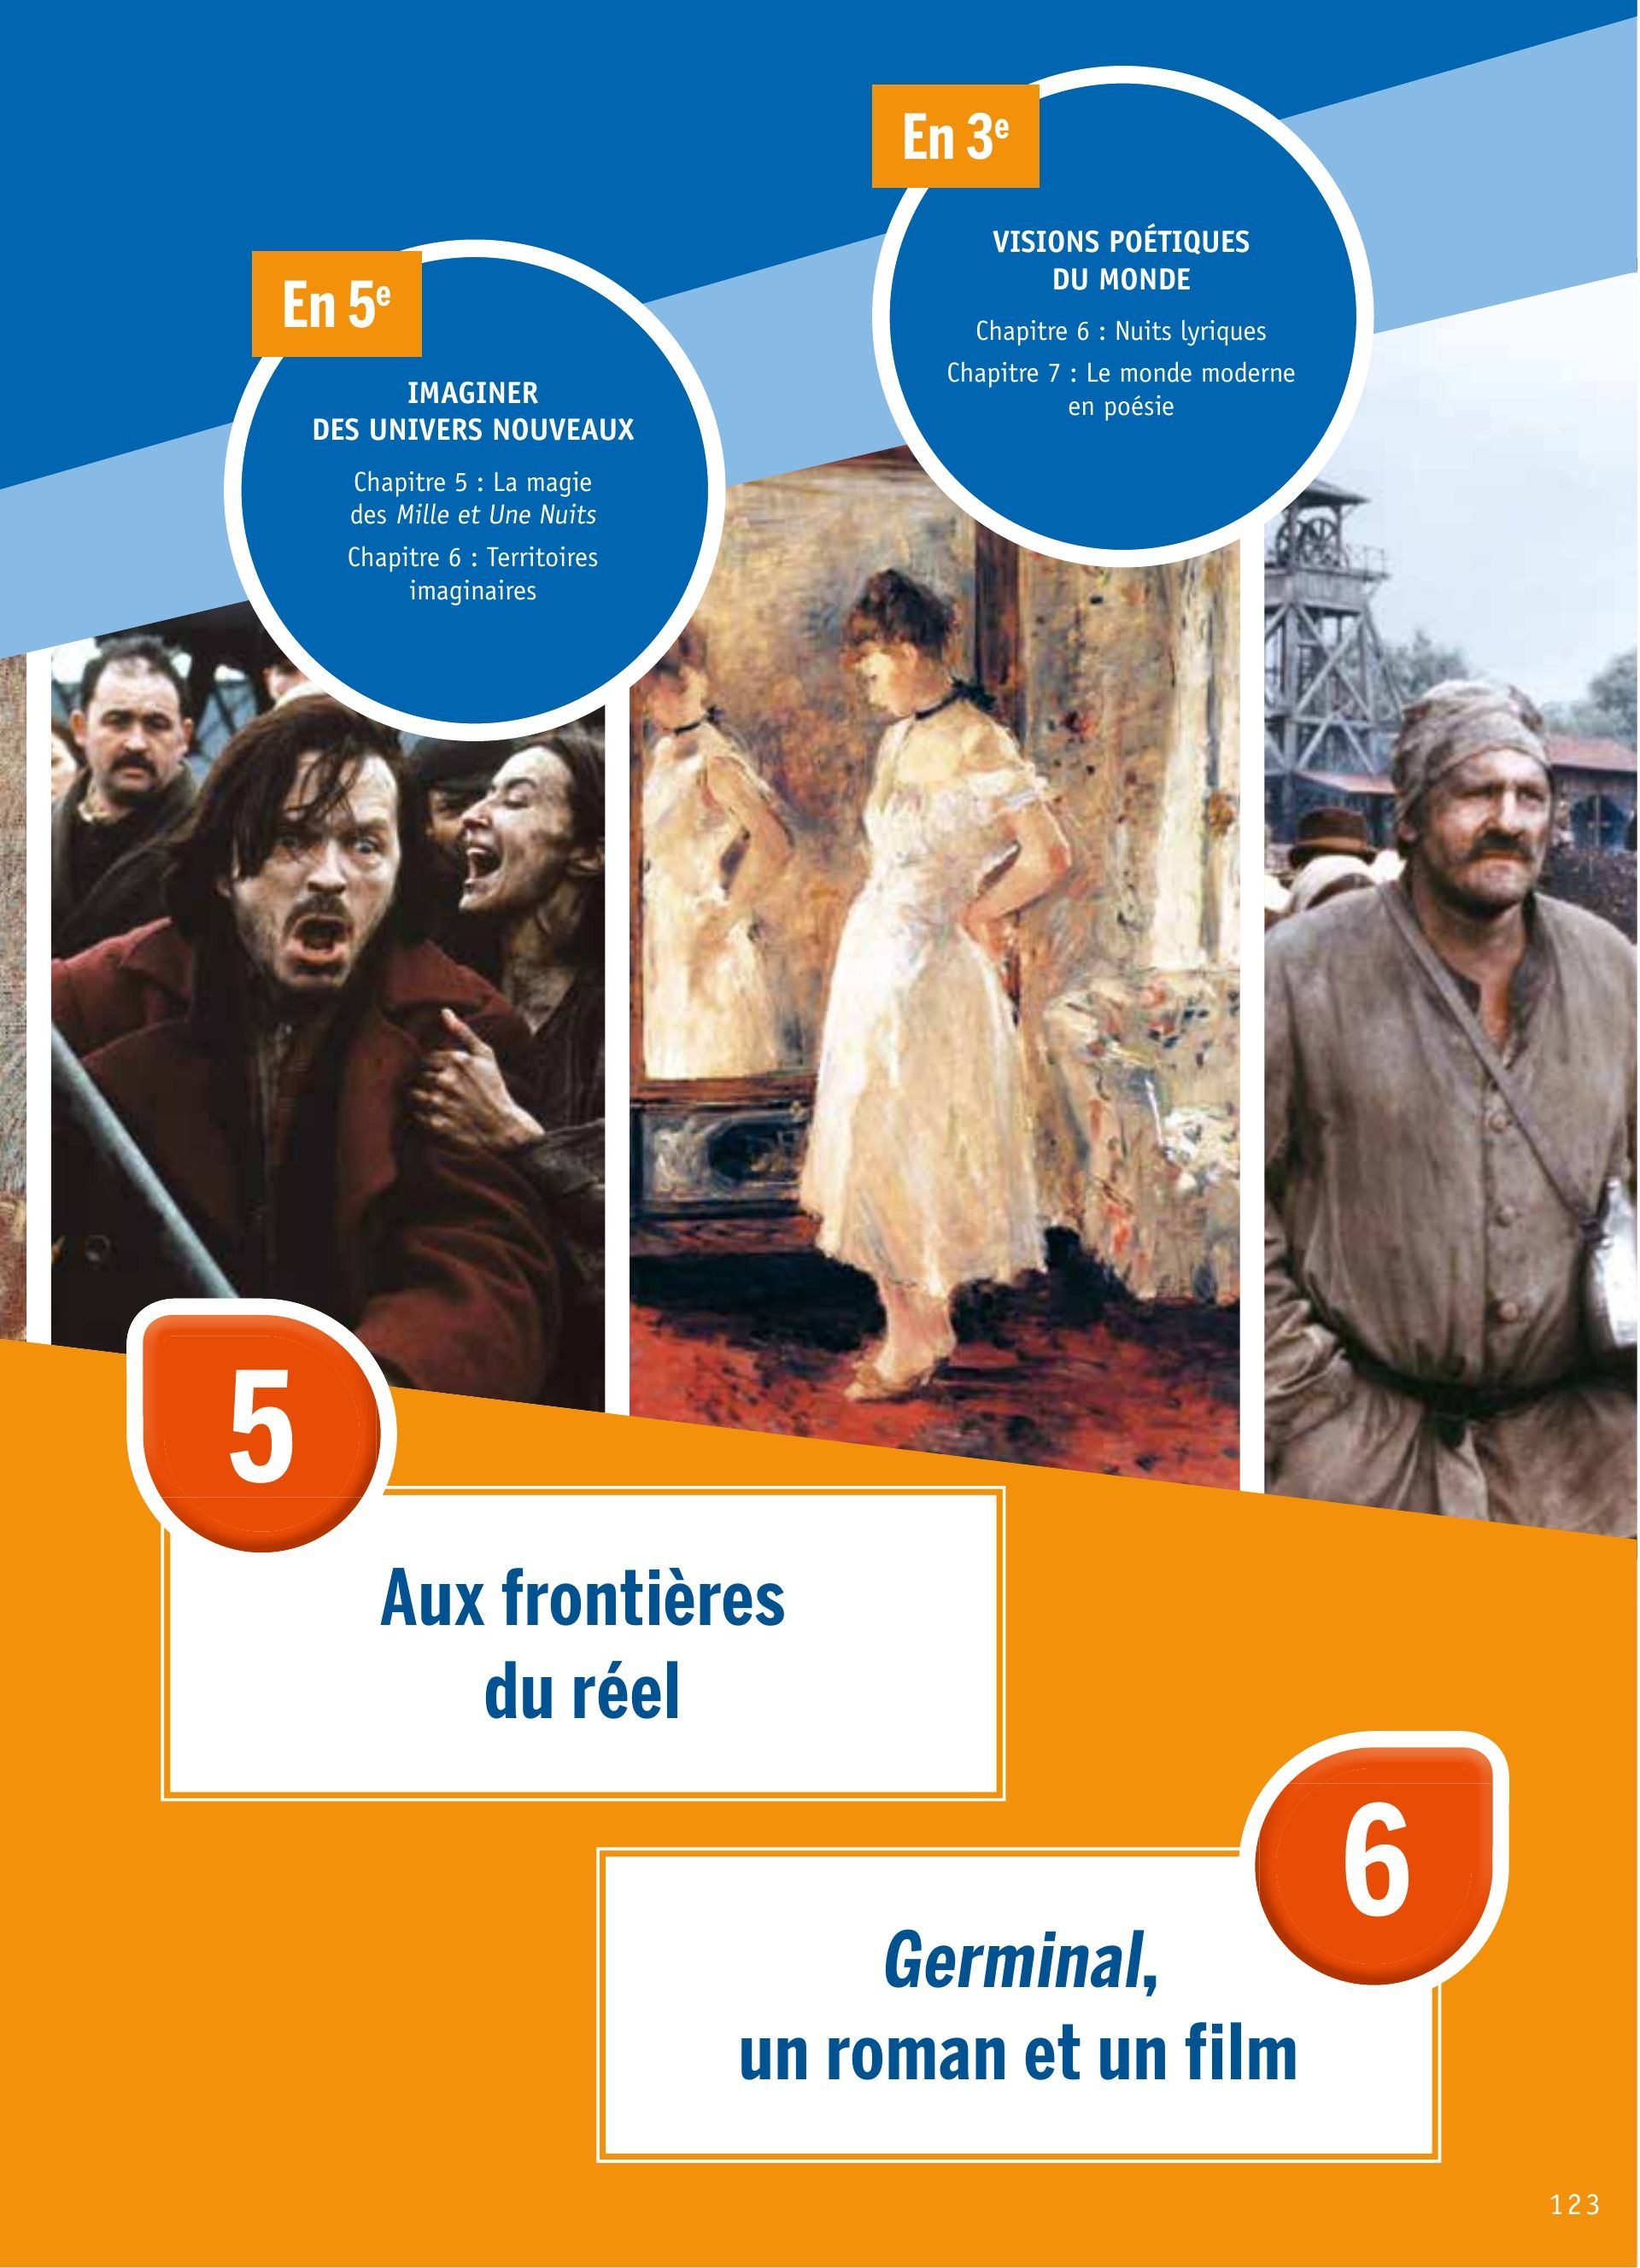 En 3e
VISIONS POÉTIQUES
DU MONDE
Chapitre 6 : Nuits lyriques
Chapitre 7 : Le monde moderne
en poésie
En 5e
IMAGINER
DES UNIVERS NOUVEAUX
Chapitre 5 : La magie
des Mille et Une Nuits
Chapitre 6 : Territoires
imaginaires
5
Aux frontières
du réel
6
Germinal,
un roman et un film
123